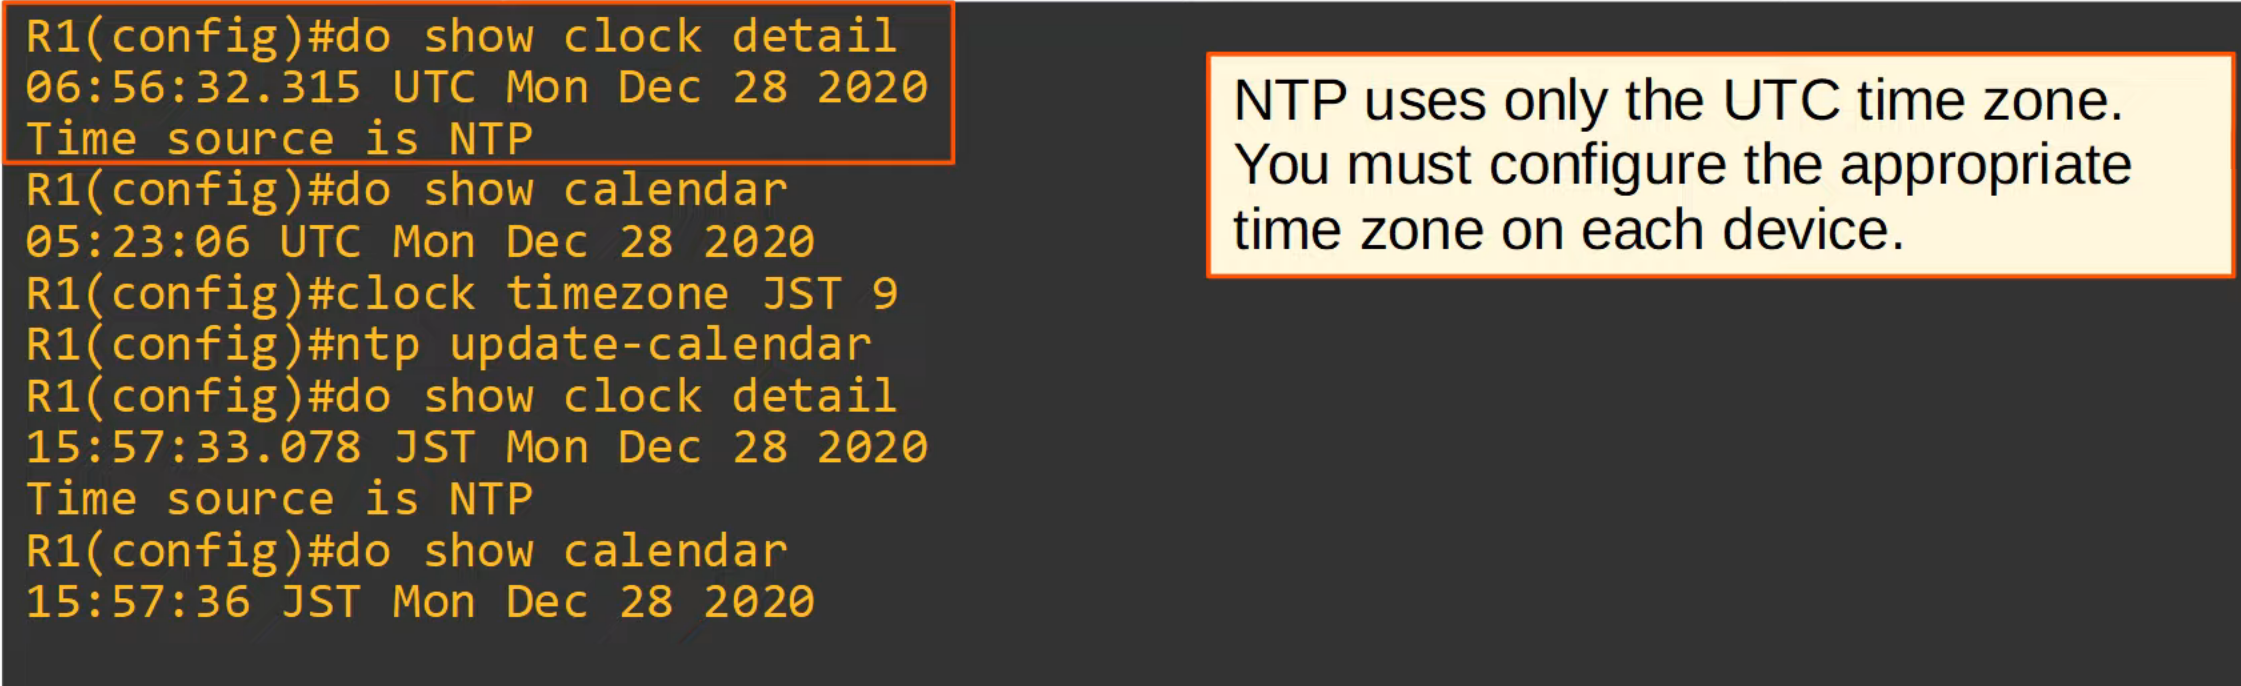 R1(config)#do show clock detail
06:56:32.315 UTC Mon Dec 28 2020
Time source is NTP
R1(config)#do show calendar
05:23:06 UTC Mon Dec 28 2020
R1(config)#clock timezone JST 9
R1(config)#ntp update-calendar
R1(config)#do show clock detail
15:57:33.078 JST Mon Dec 28 2020
Time source is NTP
R1(config)#do show calendar
15:57:36 JST Mon Dec 28 2020
NTP uses only the UTC time zone.
You must configure the appropriate
time zone on each device.